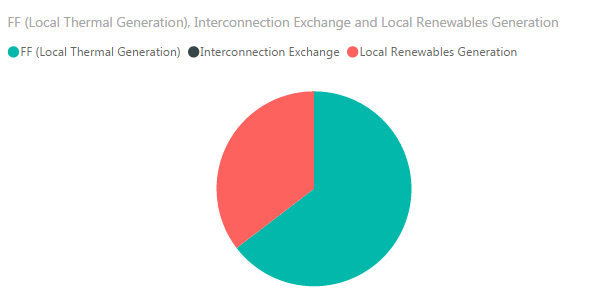 FF (Local Thermal Generation), Interconnection Exchange and Local Renewables Generation
FF (Local Thermal Generation) Interconnection Exchange Local Renewables Generation